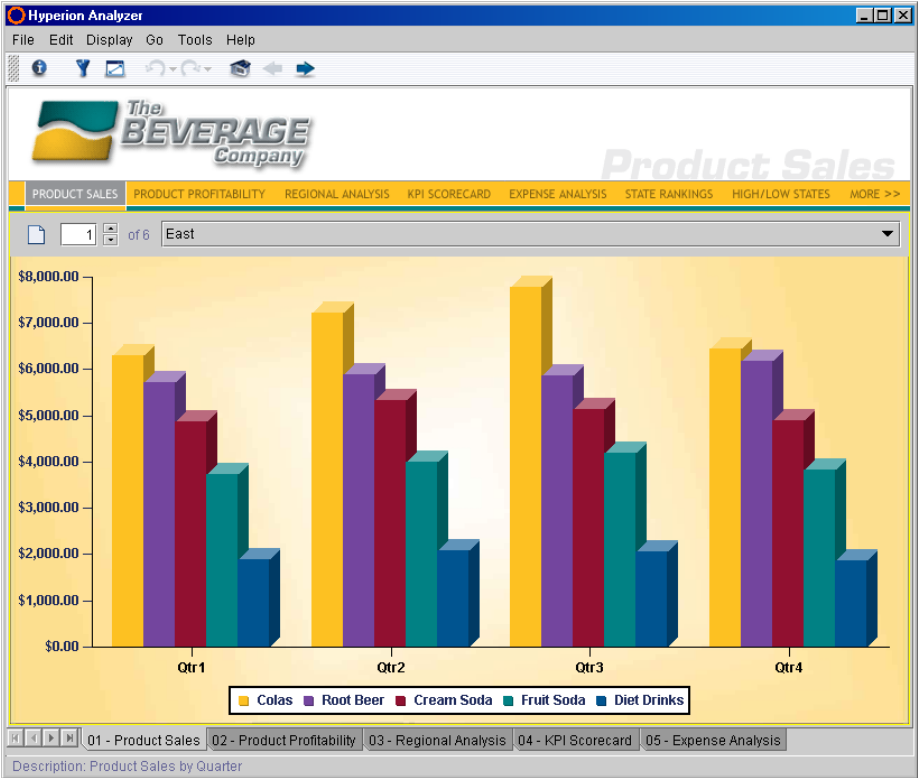 Hyperion Analyzer
File Edit Display Go Tools Help
The
BEVERAGE
Company
Product Sales
PRODUCT SALES PRODUCT PROFITABILITY REGIONAL ANALYSIS KPI SCORECARD EXPENSE ANALYSIS STATE RANKINGS HIGH/LOW STATES MORE >>
1 of 6 East
$8,000.00
$7,000.00
$6,000.00
$5,000.00
$4,000.00
$3,000.00
$2,000.00
$1,000.00
$0.00
Qtr1 Qtr2 Qtr3 Qtr4
Colas Root Beer Cream Soda Fruit Soda Diet Drinks
01 - Product Sales 02 - Product Profitability 03 - Regional Analysis 04 - KPI Scorecard 05 - Expense Analysis
Description: Product Sales by Quarter